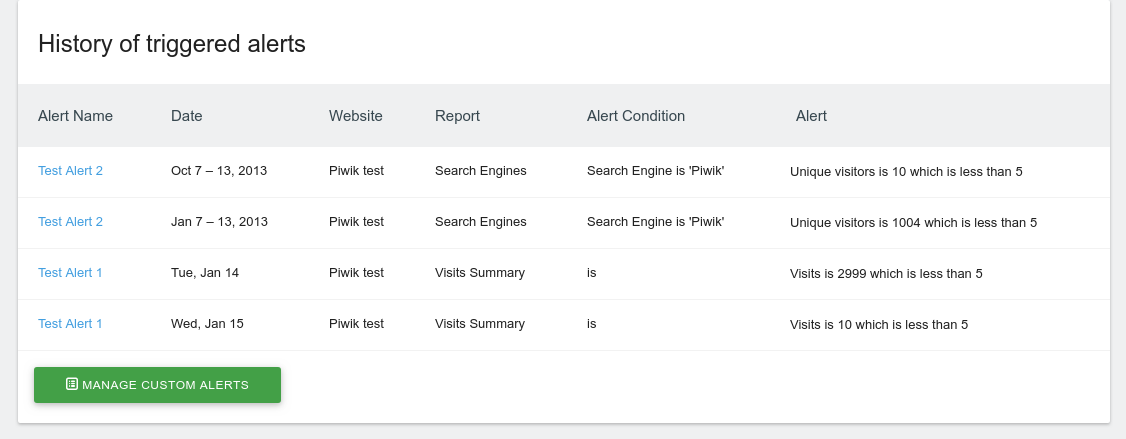 History of triggered alerts
Alert Name Date Website Report Alert Condition Alert
Test Alert 2 Oct 7 – 13, 2013 Piwik test Search Engines Search Engine is 'Piwik' Unique visitors is 10 which is less than 5
Test Alert 2 Jan 7 – 13, 2013 Piwik test Search Engines Search Engine is 'Piwik' Unique visitors is 1004 which is less than 5
Test Alert 1 Tue, Jan 14 Piwik test Visits Summary is Visits is 2999 which is less than 5
Test Alert 1 Wed, Jan 15 Piwik test Visits Summary is Visits is 10 which is less than 5
MANAGE CUSTOM ALERTS